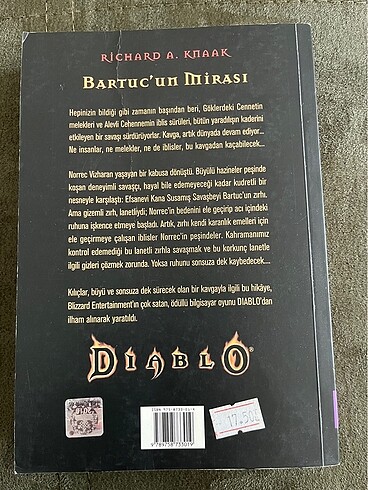 RICHARD A. KNAAK
BARTUC'UN MİRASI
Hepinizin bildiği gibi zamanın başından beri, Göklerdeki Cennetin
melekleri ve Alevli Cehennemin iblis sürüleri, bütün yaradılışın kaderini
etkileyen bir savaşı sürdürüyorlar. Kavga, artık dünyada devam ediyor...
Ne insanlar, ne melekler, ne de iblisler, bu kavgadan kaçabilecek...
Norrec Vizharan yaşayan bir kabusa dönüştü. Büyülü hazineler peşinde
koşan deneyimli savaşçı, hayal bile edemeyeceği kadar kudretli bir
nesneyle karşılaştı: Efsanevi Kana Susamış Savaşbeyi Bartuc'un zırhı.
Ama gizemli zırh, lanetliydi; Norrec'in bedenini ele geçirip acı içindeki
ruhuna işkence etmeye başladı. Artık, zırhı kendi karanlık emelleri için
ele geçirmeye çalışan iblisler Norrec'in peşindeler. Kahramanımız
kontrol edemediği bu lanetli zırhla savaşmak ve bu korkunç lanetle
ilgili gizleri çözmek zorunda. Yoksa ruhunu sonsuza dek kaybedecek....
Kılıçlar, büyü ve sonsuza dek sürecek olan bir kavgayla ilgili bu hikâye,
Blizzard Entertainment'ın çok satan, ödüllü bilgisayar oyunu DIABLO'dan
ilham alınarak yaratıldı.
DIABLO®
9789758733019